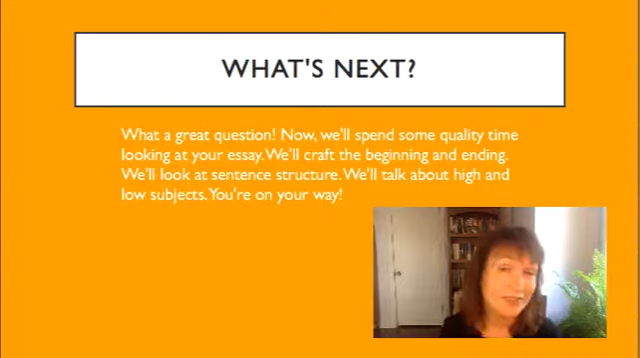 WHAT'S NEXT?
What a great question! Now, we'll spend some quality time
looking at your essay. We'll craft the beginning and ending.
We'll look at sentence structure. We'll talk about high and
low subjects. You're on your way!